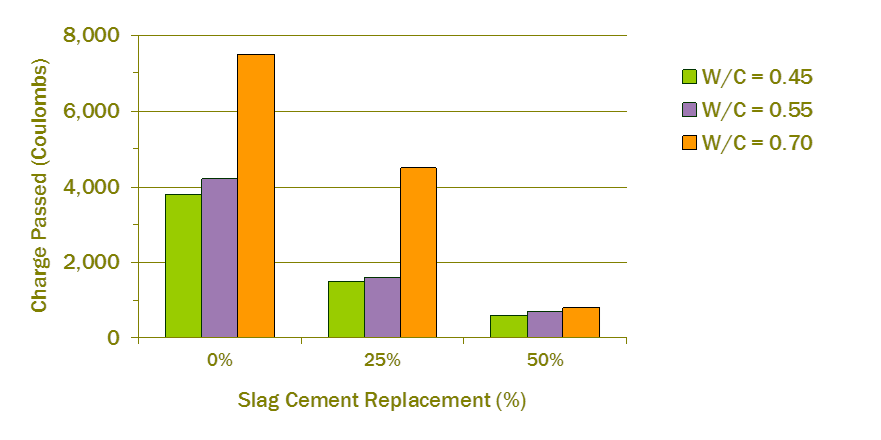 8,000
6,000
4,000
2,000
0
Charge Passed (Coulombs)
0% 25% 50%
Slag Cement Replacement (%)
W/C = 0.45
W/C = 0.55
W/C = 0.70